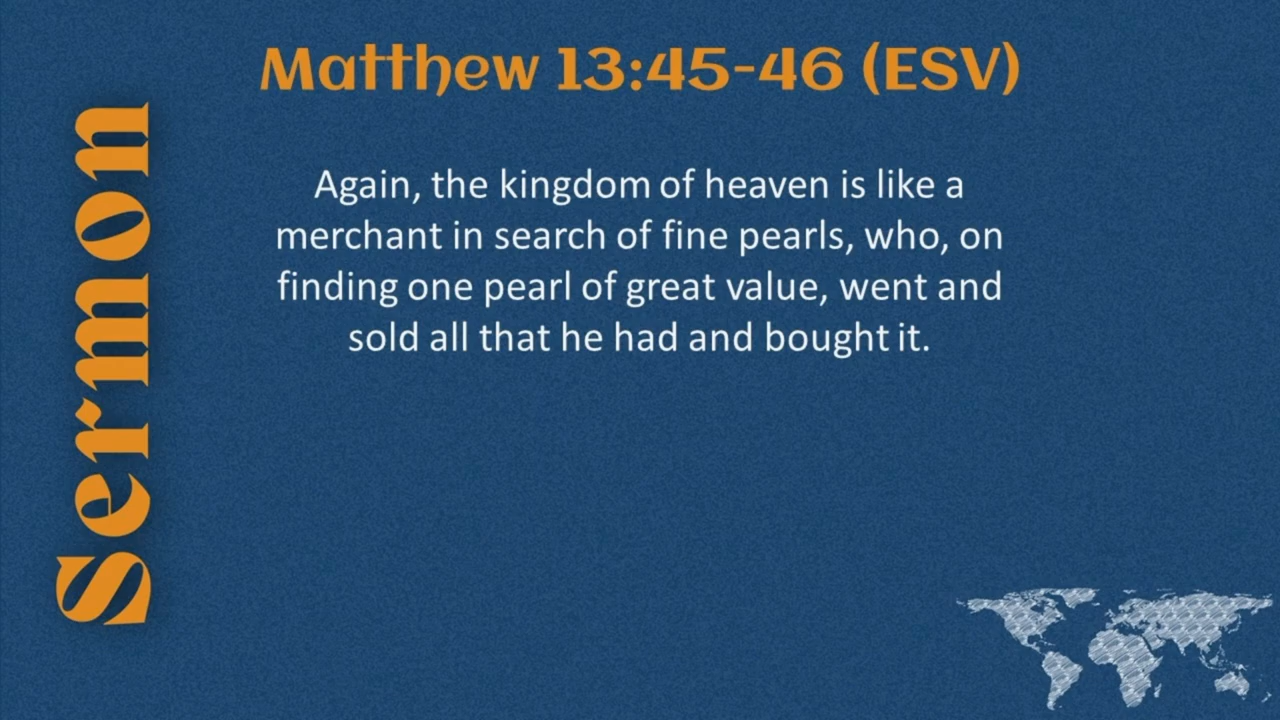 Matthew 13:45-46 (ESV)
Sermon
Again, the kingdom of heaven is like a
merchant in search of fine pearls, who, on
finding one pearl of great value, went and
sold all that he had and bought it.